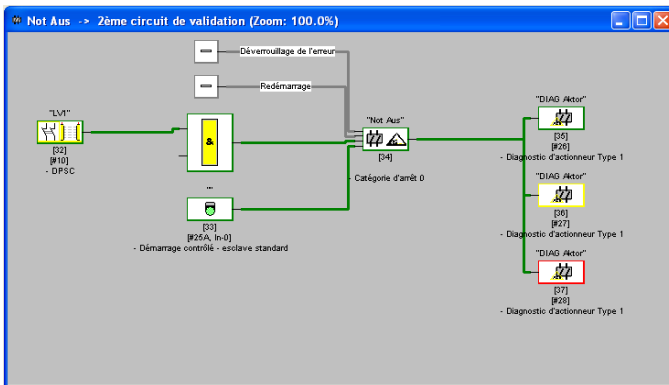 Not Aus -> 2ème circuit de validation (Zoom: 100.0%)
Déverrouillage de l'erreur
Redémarrage
"LV1"
[32]
[#10]
- DPSC
&
...
[33]
[#25A, In-0]
- Démarrage contrôlé - esclave standard
"Not Aus"
[34]
- Catégorie d'arrêt 0
"DIAG Aktor"
[35]
[#26]
- Diagnostic d'actionneur Type 1
"DIAG Aktor"
[36]
[#27]
- Diagnostic d'actionneur Type 1
"DIAG Aktor"
[37]
[#28]
- Diagnostic d'actionneur Type 1